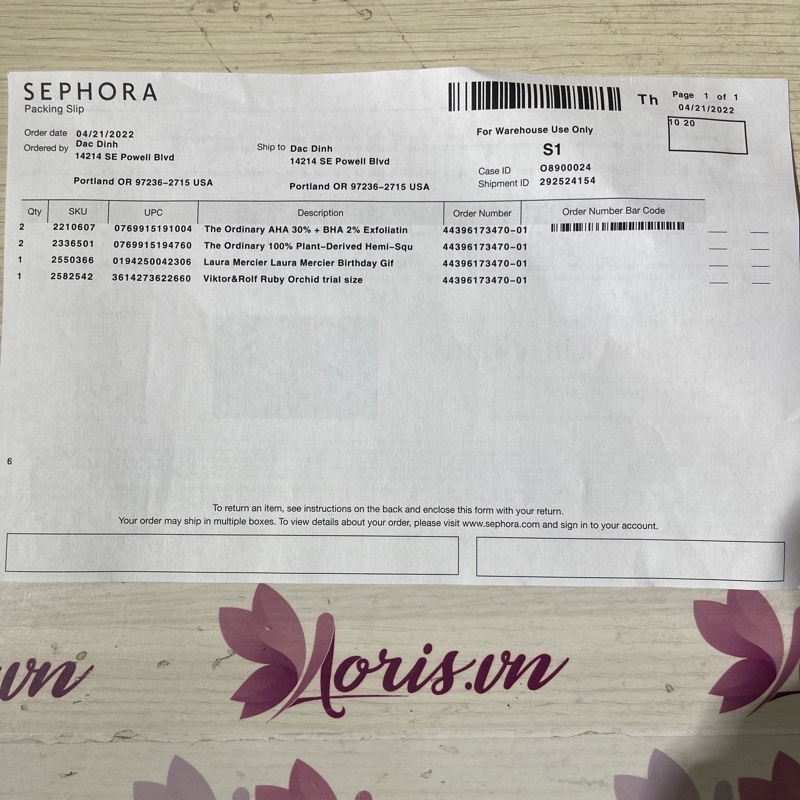 SEPHORA
Packing Slip
Th
Page 1 of 1
04/21/2022
10 20
Order date 04/21/2022
Ordered by Dac Dinh
14214 SE Powell Blvd
Portland OR 97236-2715 USA
Ship to Dac Dinh
14214 SE Powell Blvd
Portland OR 97236-2715 USA
For Warehouse Use Only
S1
Case ID O8900024
Shipment ID 292524154
Qty SKU UPC Description Order Number Order Number Bar Code
2 2210607 0769915191004 The Ordinary AHA 30% + BHA 2% Exfoliatin 44396173470-01
2 2336501 0769915194760 The Ordinary 100% Plant-Derived Hemi-Squ 44396173470-01
1 2550366 0194250042306 Laura Mercier Laura Mercier Birthday Gif 44396173470-01
1 2582542 3614273622660 Viktor&Rolf Ruby Orchid trial size 44396173470-01
6
To return an item, see instructions on the back and enclose this form with your return.
Your order may ship in multiple boxes. To view details about your order, please visit www.sephora.com and sign in to your account.
vn
Loris.vn